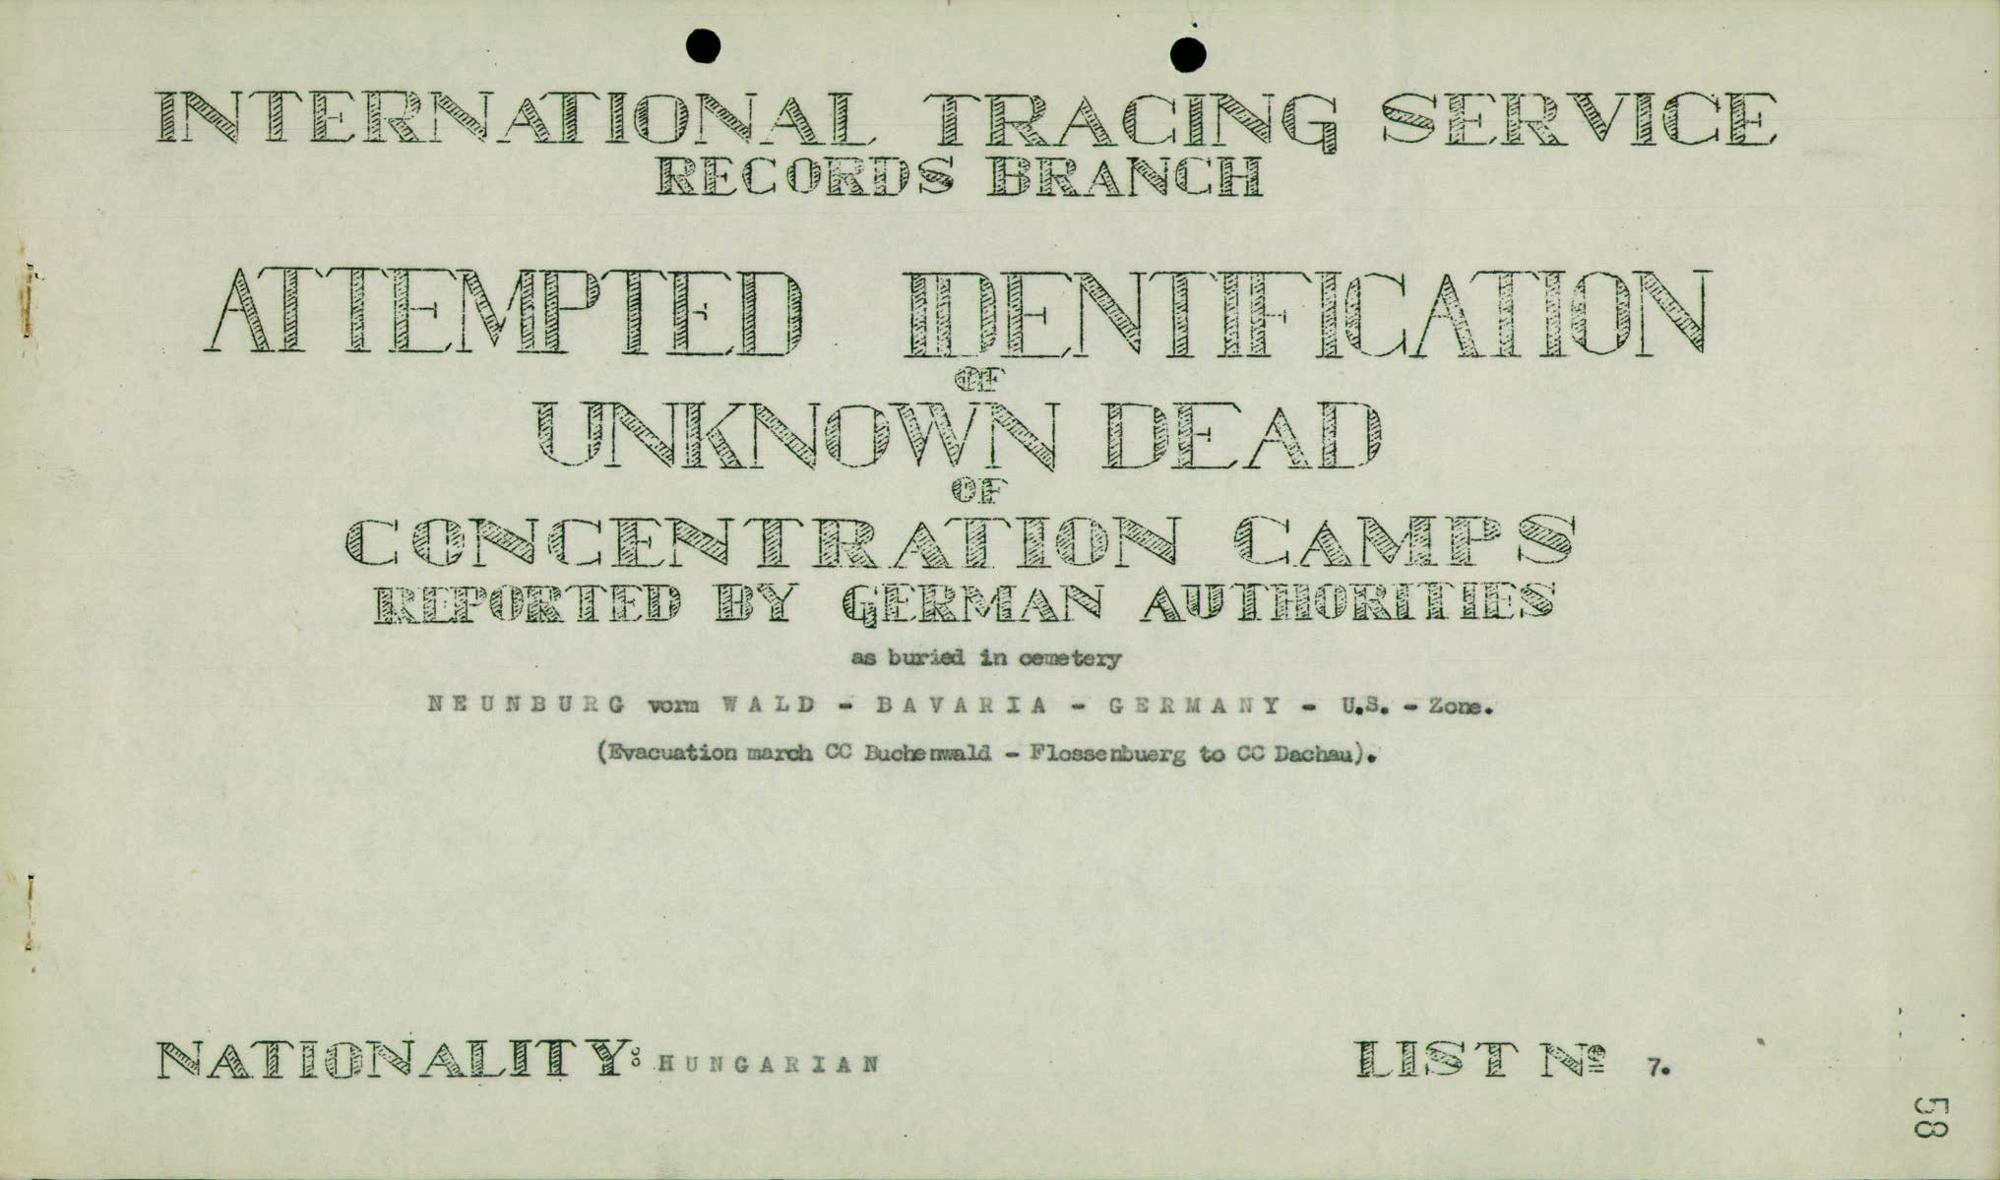 INTERNATIONAL TRACING SERVICE
RECORDS BRANCH
ATTEMPTED IDENTIFICATION
OF
UNKNOWN DEAD
OF
CONCENTRATION CAMPS
REPORTED BY GERMAN AUTHORITIES
as buried in cemetery
NEUNBURG vorm WALD - BAVARIA - GERMANY - U.S. - Zone.
(Evacuation march CC Buchenwald - Flossenbuerg to CC Dachau).
NATIONALITY: HUNGARIAN
LIST Nº 7.
58